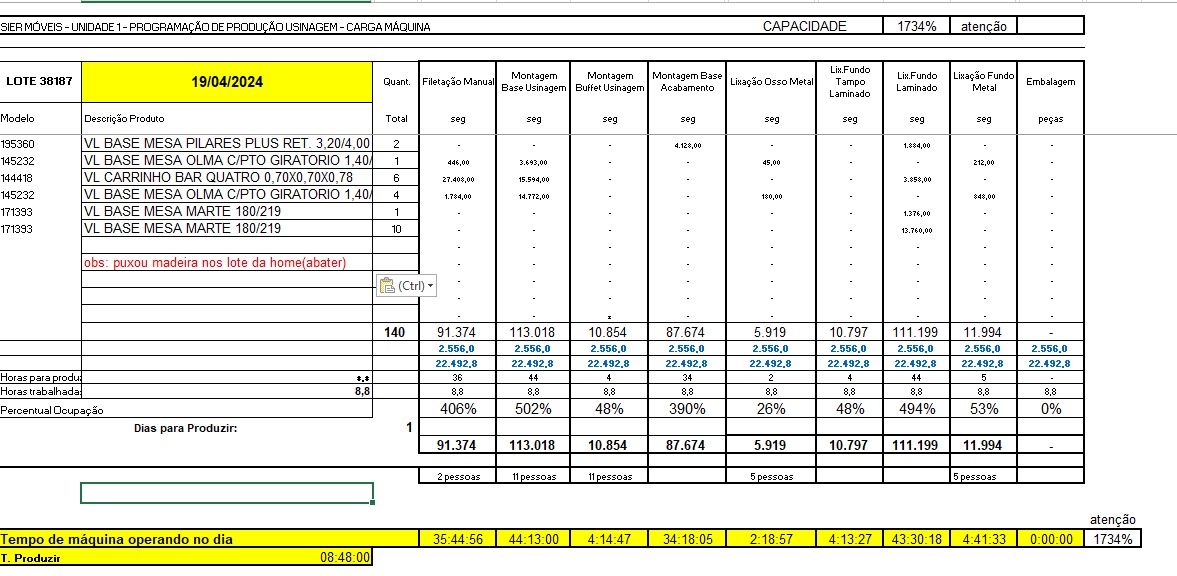 SIER MÓVEIS - UNIDADE 1 - PROGRAMAÇÃO DE PRODUÇÃO USINAGEM - CARGA MÁQUINA CAPACIDADE 1734% atenção
LOTE 38187 19/04/2024 Quant. Filetação Manual Montagem Base Usinagem Montagem Buffet Usinagem Montagem Base Acabamento Lixação Osso Metal Lix.Fundo Tampo Laminado Lix.Fundo Laminado Lixação Fundo Metal Embalagem
Modelo Descrição Produto Total seg seg seg seg seg seg seg seg peças
195360 VL BASE MESA PILARES PLUS RET. 3,20/4,00 2 - - - 4.128,00 - - 1.884,00 - -
145232 VL BASE MESA OLMA C/PTO GIRATORIO 1,40/ 1 446,00 3.693,00 - - 45,00 - - 212,00 -
144418 VL CARRINHO BAR QUATRO 0,70X0,70X0,78 6 27.408,00 15.594,00 - - - - 3.858,00 - -
145232 VL BASE MESA OLMA C/PTO GIRATORIO 1,40/ 4 1.784,00 14.772,00 - - 180,00 - - 848,00 -
171393 VL BASE MESA MARTE 180/219 1 - - - - - - 1.376,00 - -
171393 VL BASE MESA MARTE 180/219 10 - - - - - - 13.760,00 - -
- - - - - - - - -
obs: puxou madeira nos lote da home(abater) - - - - - - - - -
(Ctrl) - - - - - - - - -
- - - - - - - - -
- - - - - - - -
140 91.374 113.018 10.854 87.674 5.919 10.797 111.199 11.994 -
2.556,0 2.556,0 2.556,0 2.556,0 2.556,0 2.556,0 2.556,0 2.556,0 2.556,0
22.492,8 22.492,8 22.492,8 22.492,8 22.492,8 22.492,8 22.492,8 22.492,8 22.492,8
Horas para produz *,* 36 44 4 34 2 4 44 5 -
Horas trabalhadas 8,8 8,8 8,8 8,8 8,8 8,8 8,8 8,8 8,8 8,8
Percentual Ocupação 406% 502% 48% 390% 26% 48% 494% 53% 0%
Dias para Produzir: 1
91.374 113.018 10.854 87.674 5.919 10.797 111.199 11.994 -
2 pessoas 11 pessoas 11 pessoas 5 pessoas 5 pessoas
atenção
Tempo de máquina operando no dia 35:44:56 44:13:00 4:14:47 34:18:05 2:18:57 4:13:27 43:30:18 4:41:33 0:00:00 1734%
T. Produzir 08:48:00